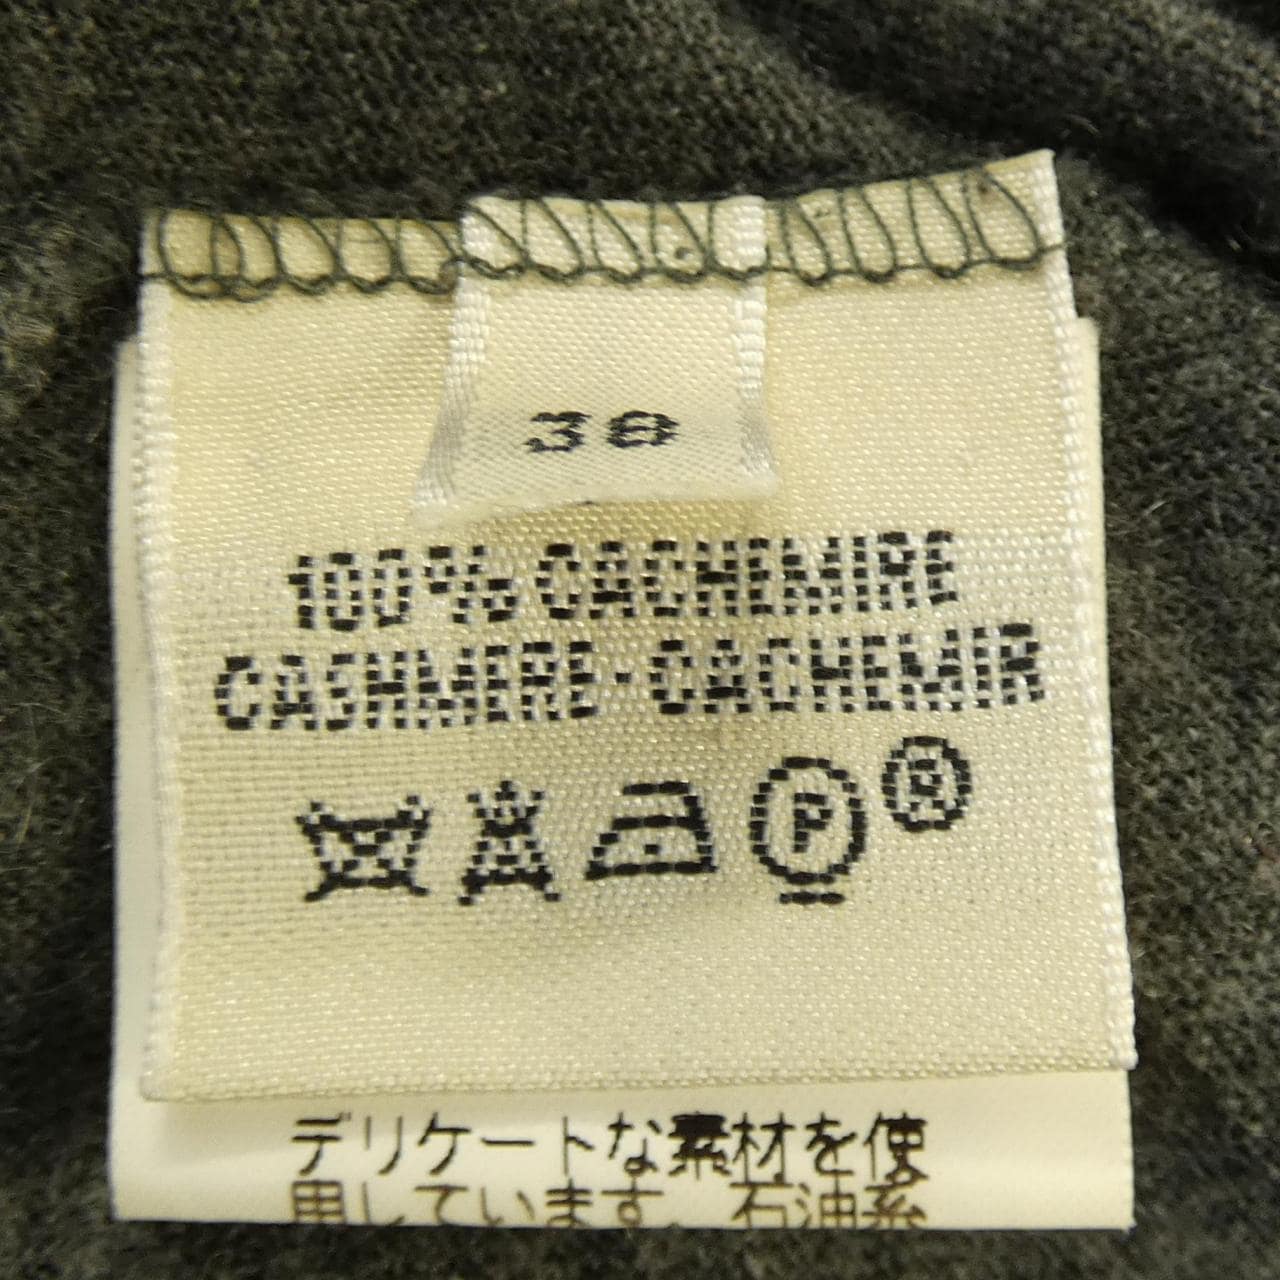 38
100% CACHEMIRE
CASHMERE·CACHEMIR
P ®
デリケートな素材を使
用しています。石油系